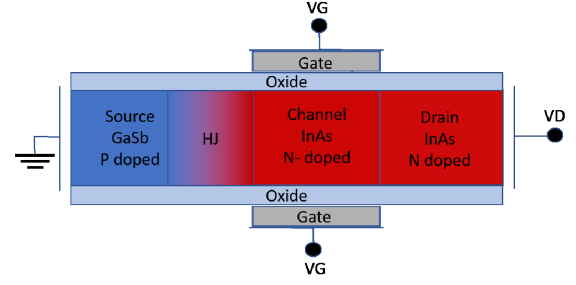 VG
Gate
Oxide
Source
GaSb
P doped
HJ
Channel
InAs
N- doped
Drain
InAs
N doped
VD
Oxide
Gate
VG